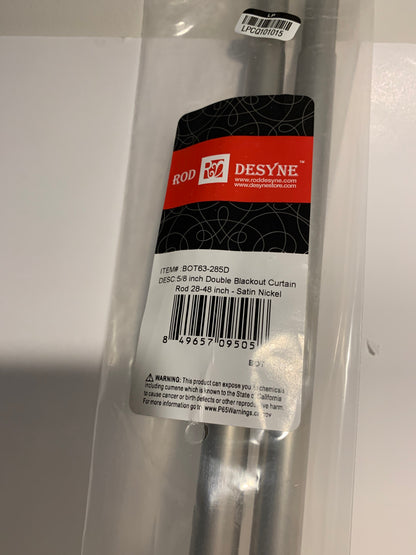 LP
LPCQ101015
ROD DESYNE™
www.roddesyne.com
www.desynestore.com
ITEM# :BOT63-285D
DESC:5/8 inch Double Blackout Curtain
Rod 28-48 inch - Satin Nickel
8 49657 09505
BOT
WARNING: This product can expose you to chemicals
including cumene which is known to the State of California
to cause cancer or birth defects or other reproductive harm.
For more information go to: www.P65Warnings.ca.gov